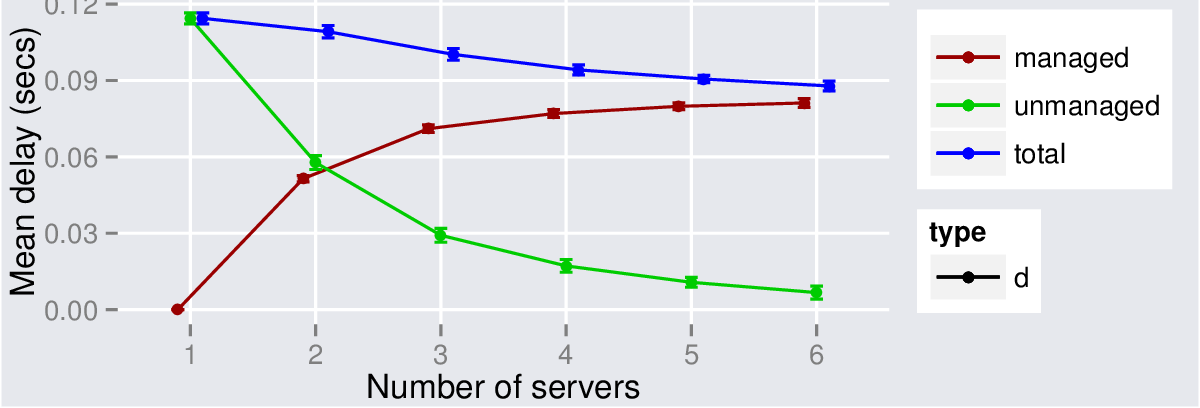 0.12
0.09
0.06
0.03
0.00
Mean delay (secs)
1 2 3 4 5 6
Number of servers
managed
unmanaged
total
type
d